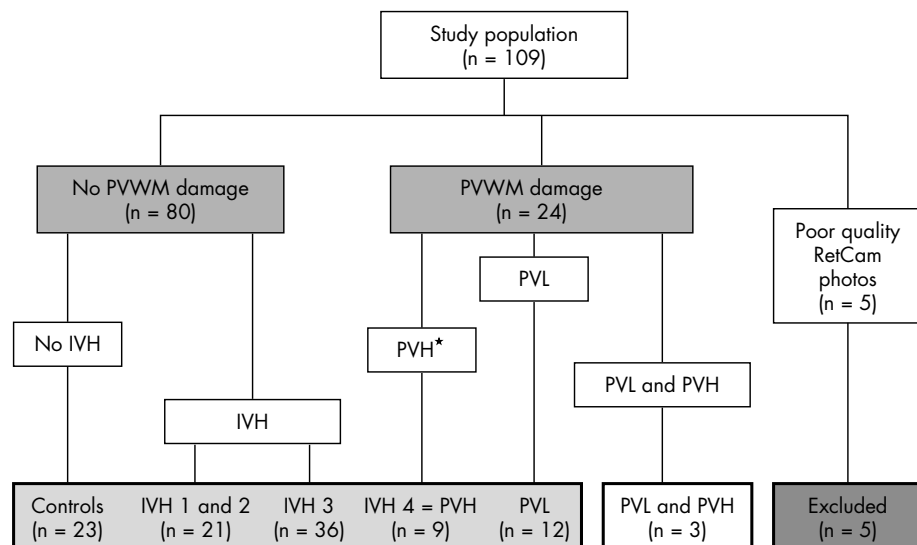 Study population
(n = 109)
No PVWM damage
(n = 80)
PVWM damage
(n = 24)
Poor quality
RetCam
photos
(n = 5)
PVL
No IVH
PVH★
PVL and PVH
IVH
Controls
(n = 23)
IVH 1 and 2
(n = 21)
IVH 3
(n = 36)
IVH 4 = PVH
(n = 9)
PVL
(n = 12)
PVL and PVH
(n = 3)
Excluded
(n = 5)